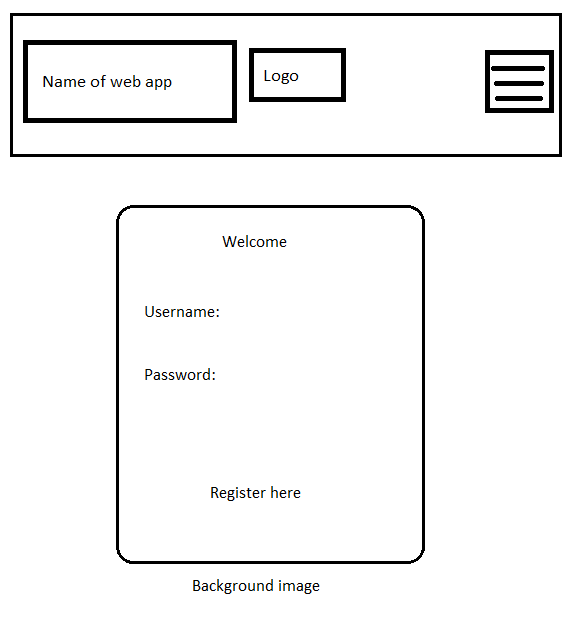 Name of web app
Logo
Welcome
Username:
Password:
Register here
Background image